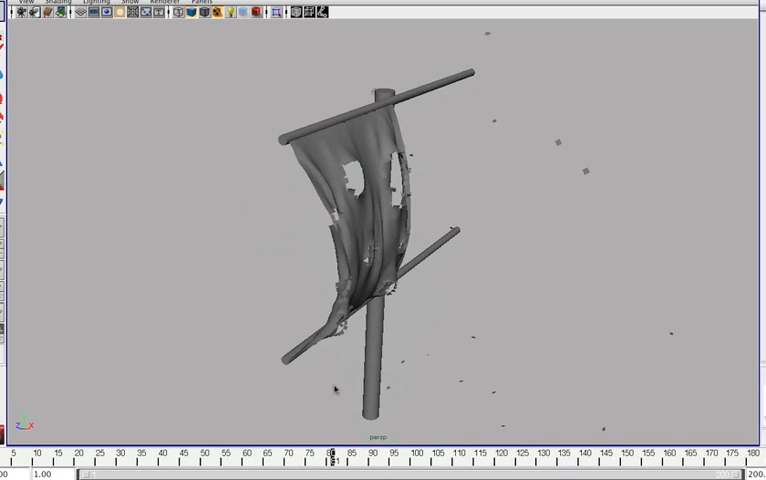 View Shading Lighting Show Renderer Panels
persp
5 10 15 20 25 30 35 40 45 50 55 60 65 70 75 80 85 90 95 100 105 110 115 120 125 130 135 140 145 150 155 160 165 170 175 180
00 1.00 200.